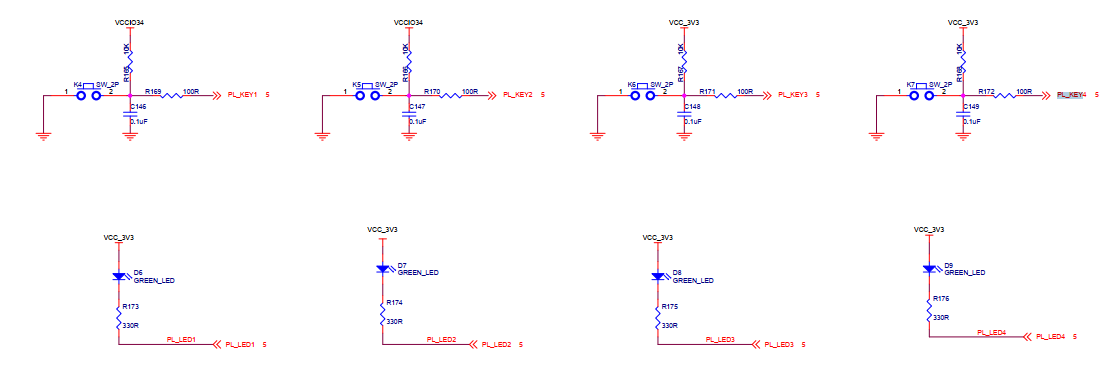 VCCIO34 VCCIO34 VCC_3V3 VCC_3V3
10K 10K 10K 10K
R165 R166 R167 R168
K4 SW_2P K5 SW_2P K6 SW_2P K7 SW_2P
1 2 R169 100R PL_KEY1 5 1 2 R170 100R PL_KEY2 5 1 2 R171 100R PL_KEY3 5 1 2 R172 100R PL_KEY4 5
C146 C147 C148 C149
0.1uF 0.1uF 0.1uF 0.1uF
VCC_3V3 VCC_3V3 VCC_3V3 VCC_3V3
D6 D7 D8 D9
GREEN_LED GREEN_LED GREEN_LED GREEN_LED
R173 R174 R175 R176
330R 330R 330R 330R
PL_LED1 PL_LED2 PL_LED3 PL_LED4
PL_LED1 5 PL_LED2 5 PL_LED3 5 PL_LED4 5